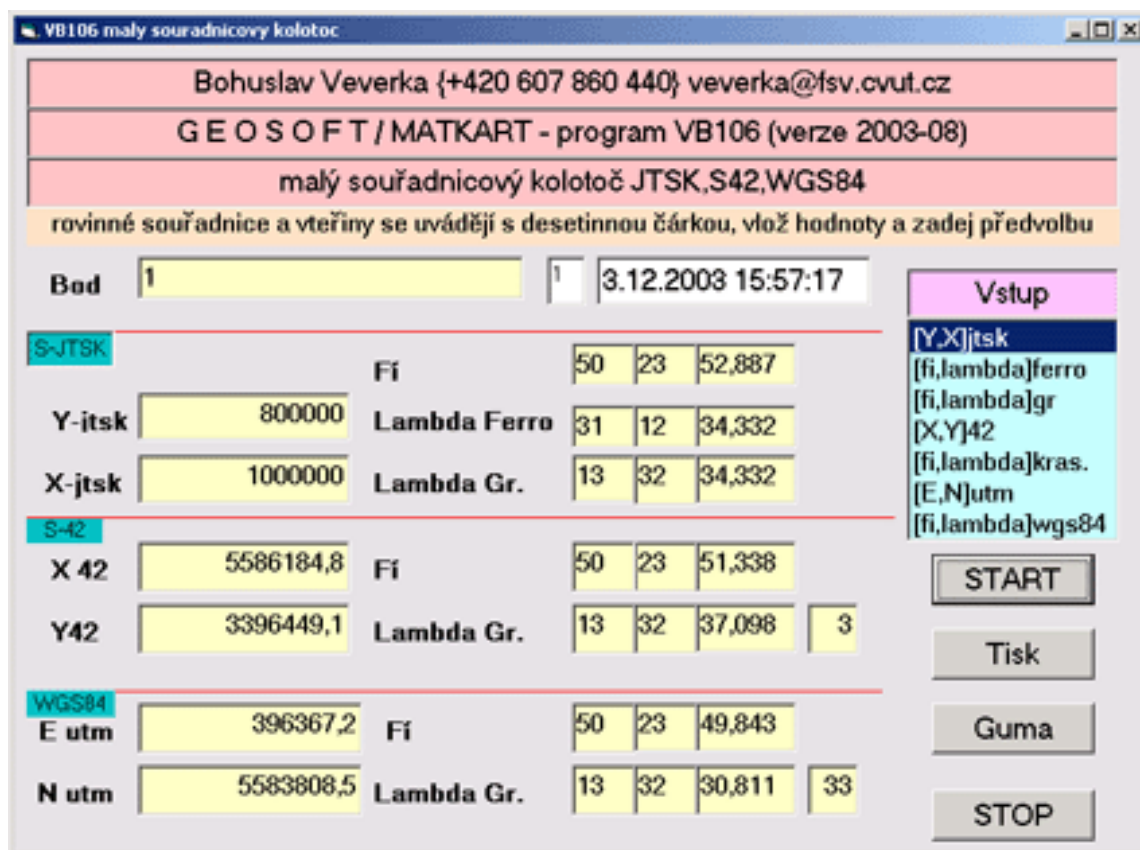 VB106 maly souradnicovy kolotoc
Bohuslav Veverka {+420 607 860 440} veverka@fsv.cvut.cz
G E O S O F T / MATKART - program VB106 (verze 2003-08)
malý souřadnicový kolotoč JTSK,S42,WGS84
rovinné souřadnice a vteřiny se uvádějí s desetinnou čárkou, vlož hodnoty a zadej předvolbu
Bod 1 1 3.12.2003 15:57:17
Vstup
[Y,X]jtsk
[fi,lambda]ferro
[fi,lambda]gr
[X,Y]42
[fi,lambda]kras.
[E,N]utm
[fi,lambda]wgs84
S-JTSK
Fí 50 23 52,887
Y-jtsk 800000 Lambda Ferro 31 12 34,332
X-jtsk 1000000 Lambda Gr. 13 32 34,332
S-42
X 42 5586184,8 Fí 50 23 51,338
Y42 3396449,1 Lambda Gr. 13 32 37,098 3
WGS84
E utm 396367,2 Fí 50 23 49,843
N utm 5583808,5 Lambda Gr. 13 32 30,811 33
START
Tisk
Guma
STOP